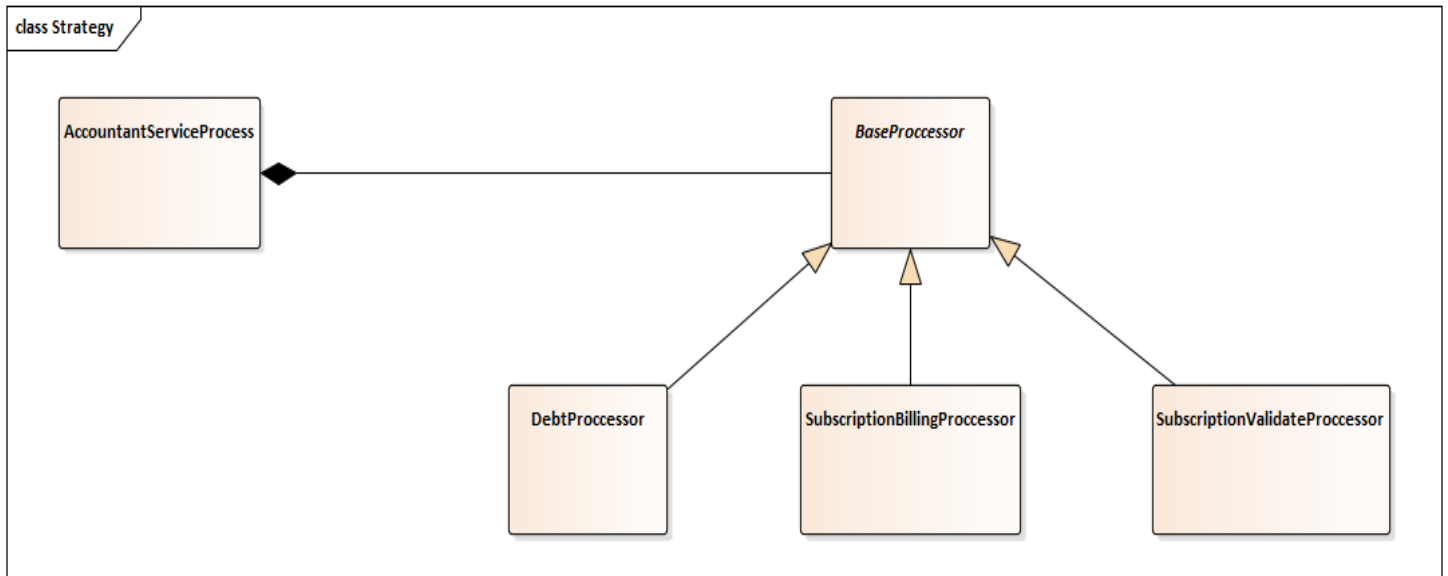 class Strategy
AccountantServiceProcess
BaseProccessor
DebtProccessor
SubscriptionBillingProccessor
SubscriptionValidateProccessor